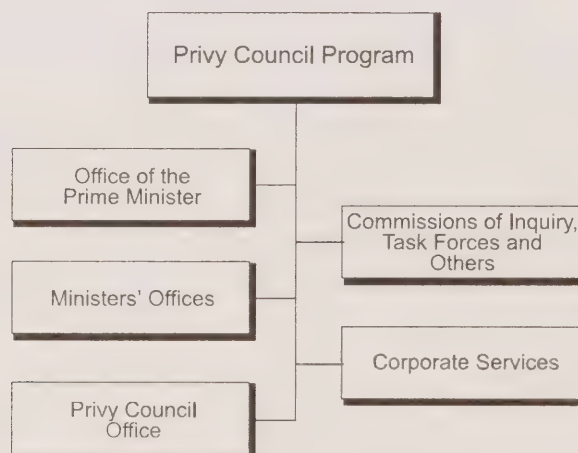 Privy Council Program
Office of the
Prime Minister
Commissions of Inquiry,
Task Forces and
Others
Ministers' Offices
Corporate Services
Privy Council
Office